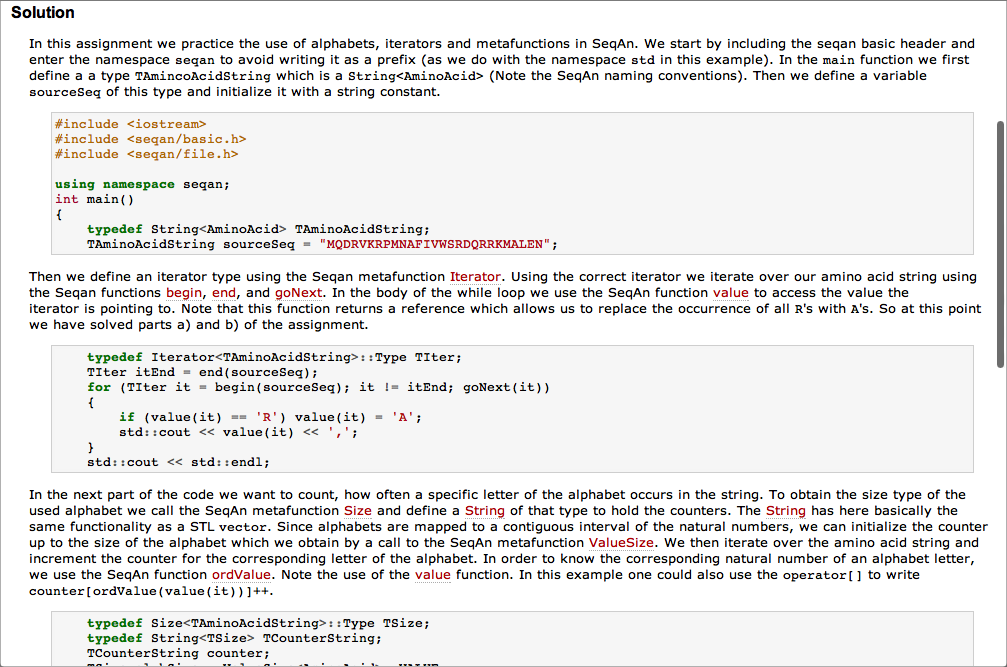 Solution
In this assignment we practice the use of alphabets, iterators and metafunctions in SeqAn. We start by including the seqan basic header and
enter the namespace seqan to avoid writing it as a prefix (as we do with the namespace std in this example). In the main function we first
define a a type TAmincoAcidString which is a String<AminoAcid> (Note the SeqAn naming conventions). Then we define a variable
sourceSeq of this type and initialize it with a string constant.
#include <iostream>
#include <seqan/basic.h>
#include <seqan/file.h>
using namespace seqan;
int main()
{
typedef String<AminoAcid> TAminoAcidString;
TAminoAcidString sourceSeq = "MQDRVKRPMNAFIVWSRDQRRKMALEN";
Then we define an iterator type using the Seqan metafunction Iterator. Using the correct iterator we iterate over our amino acid string using
the Seqan functions begin, end, and goNext. In the body of the while loop we use the SeqAn function value to access the value the
iterator is pointing to. Note that this function returns a reference which allows us to replace the occurrence of all R's with A's. So at this point
we have solved parts a) and b) of the assignment.
typedef Iterator<TAminoAcidString>::Type TIter;
TIter itEnd = end(sourceSeq);
for (TIter it = begin(sourceSeq); it != itEnd; goNext(it))
{
if (value(it) == 'R') value(it) = 'A';
std::cout << value(it) << ',';
}
std::cout << std::endl;
In the next part of the code we want to count, how often a specific letter of the alphabet occurs in the string. To obtain the size type of the
used alphabet we call the SeqAn metafunction Size and define a String of that type to hold the counters. The String has here basically the
same functionality as a STL vector. Since alphabets are mapped to a contiguous interval of the natural numbers, we can initialize the counter
up to the size of the alphabet which we obtain by a call to the SeqAn metafunction ValueSize. We then iterate over the amino acid string and
increment the counter for the corresponding letter of the alphabet. In order to know the corresponding natural number of an alphabet letter,
we use the SeqAn function ordValue. Note the use of the value function. In this example one could also use the operator[] to write
counter[ordValue(value(it))]++.
typedef Size<TAminoAcidString>::Type TSize;
typedef String<TSize> TCounterString;
TCounterString counter;